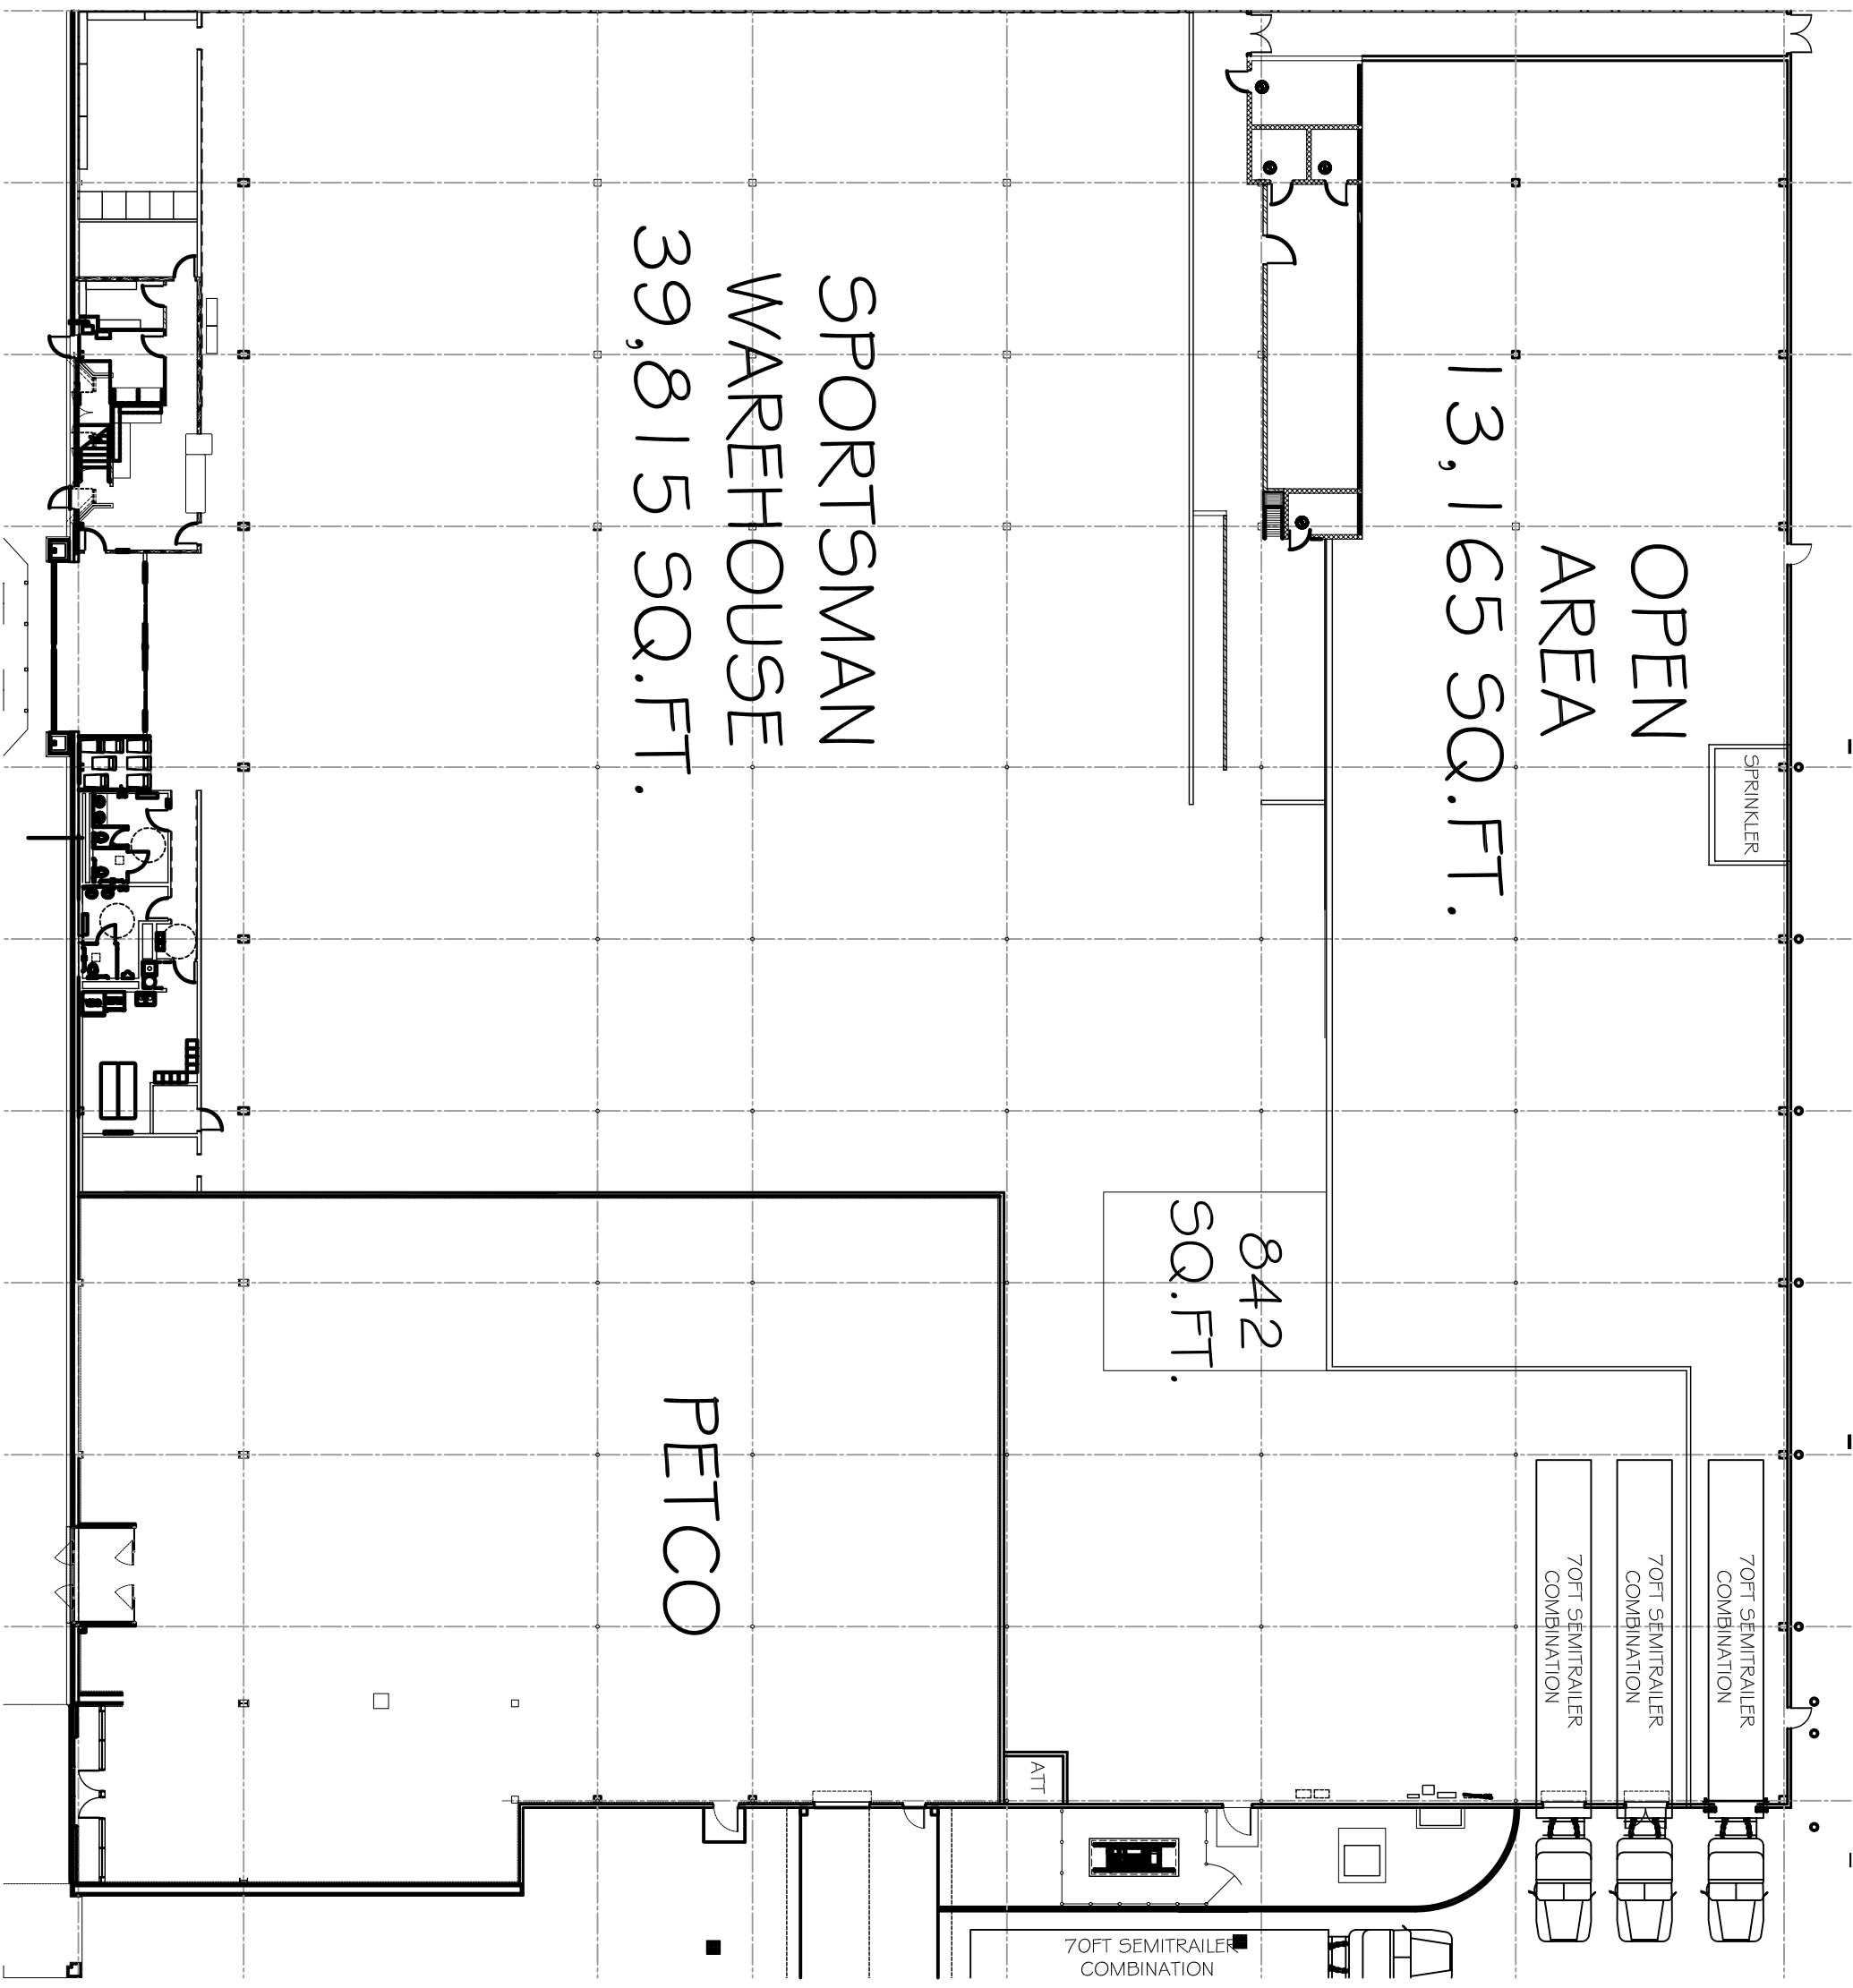 OPEN
AREA
13,165 SQ.FT.
SPRINKLER
SPORTSMAN
WAREHOUSE
39,815 SQ.FT.
842
SQ.FT.
PETCO
70FT SEMITRAILER
COMBINATION
70FT SEMITRAILER
COMBINATION
70FT SEMITRAILER
COMBINATION
ATT
70FT SEMITRAILER
COMBINATION